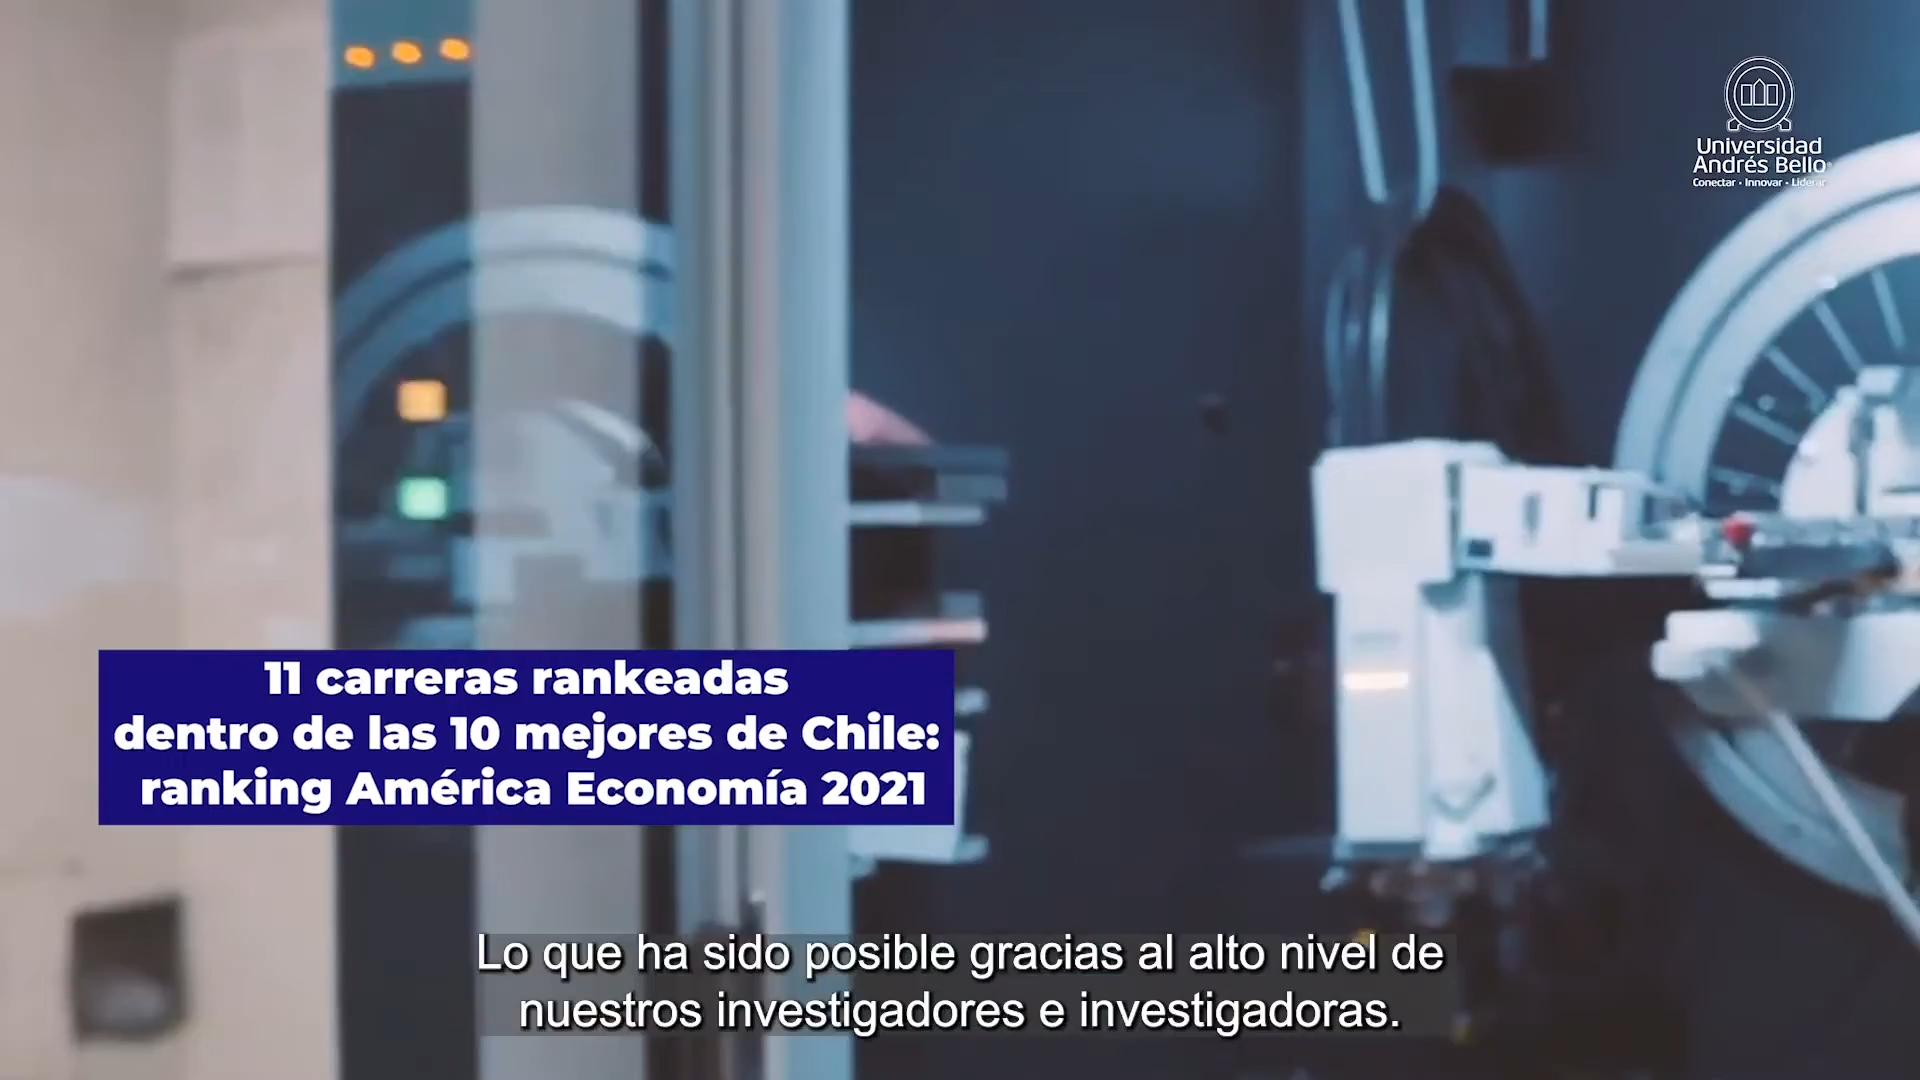 Universidad
Andrés Bello
Conectar • Innovar • Liderar
11 carreras rankeadas
dentro de las 10 mejores de Chile:
ranking América Economía 2021
Lo que ha sido posible gracias al alto nivel de
nuestros investigadores e investigadoras.